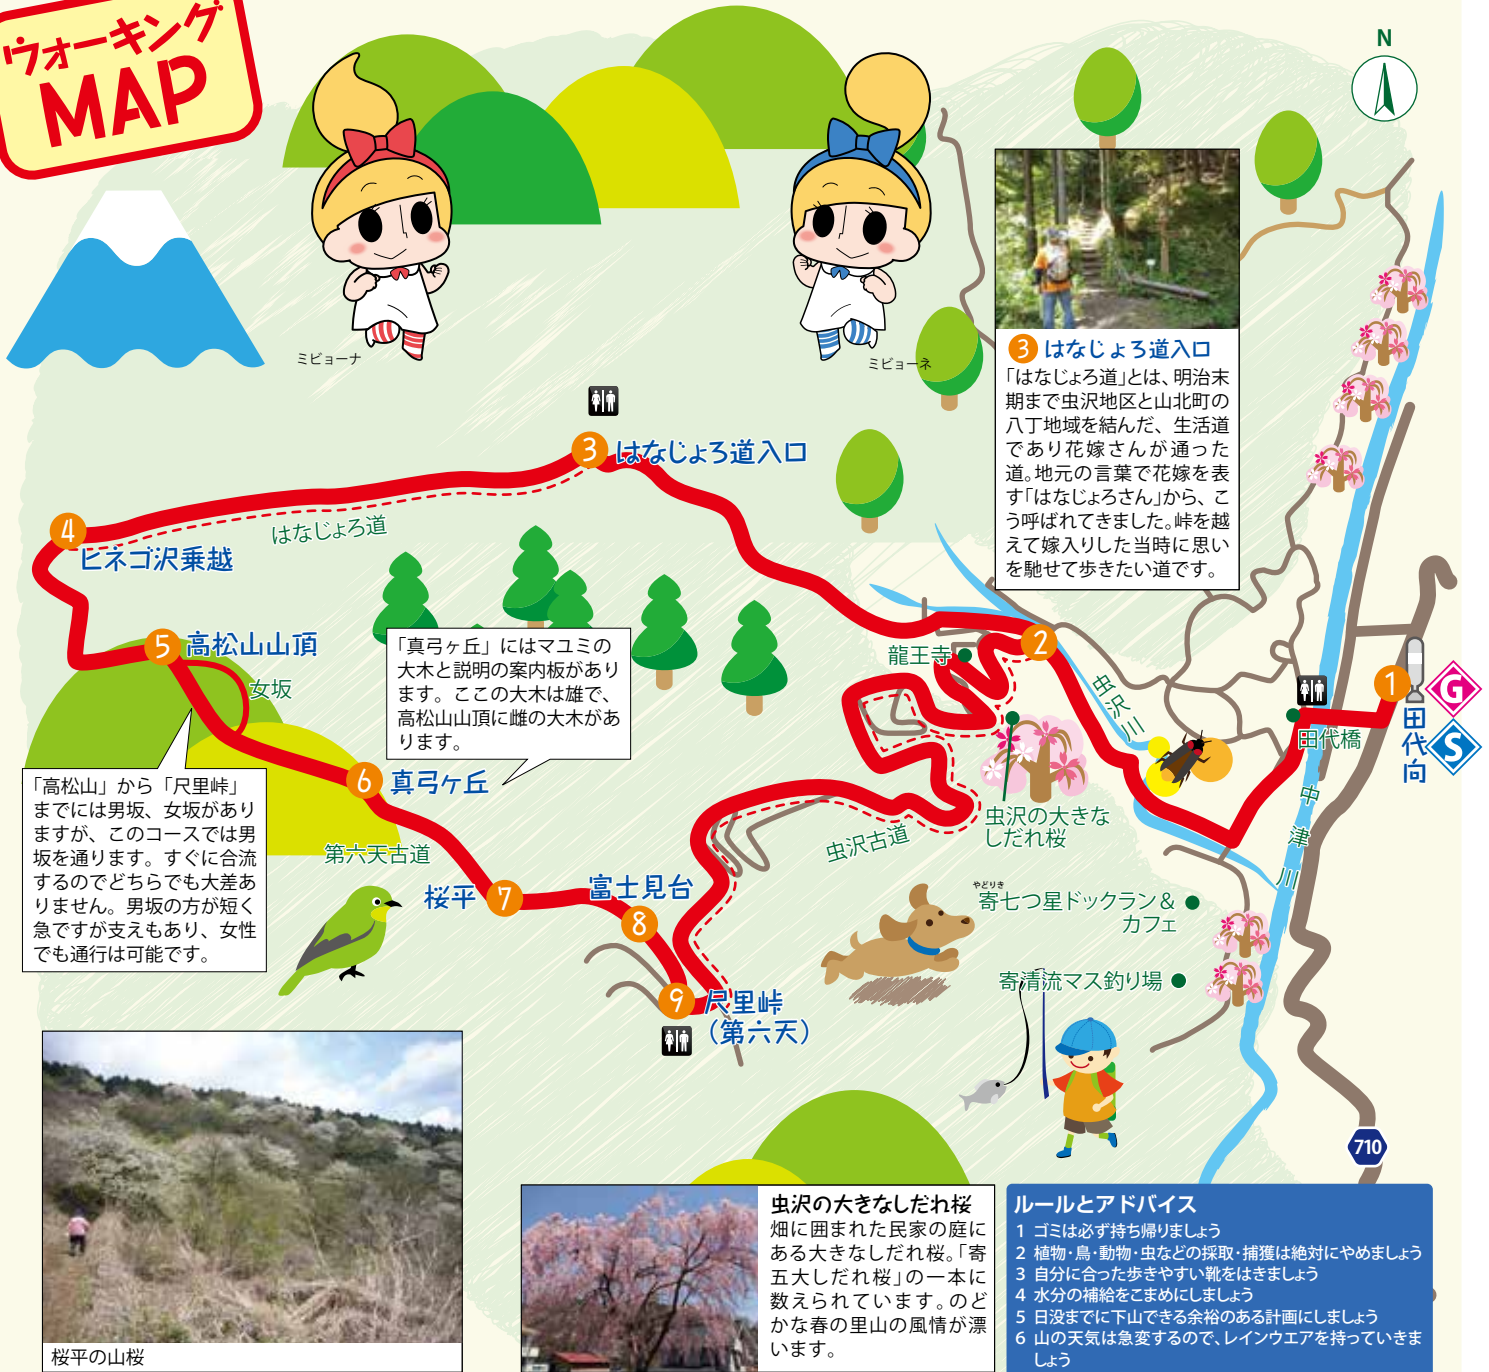 ウォーキング
MAP
N
ミビョーナ
ミビョーネ
3 はなじょろ道入口
「はなじょろ道」とは、明治末
期まで虫沢地区と山北町の
八丁地域を結んだ、生活道
であり花嫁さんが通った
道。地元の言葉で花嫁を表
す「はなじょろさん」から、こ
う呼ばれてきました。峠を越
えて嫁入りした当時に思い
を馳せて歩きたい道です。
3 はなじょろ道入口
はなじょろ道
4
ヒネゴ沢乗越
5 高松山山頂
女坂
「真弓ヶ丘」にはマユミの
大木と説明の案内板があり
ます。ここの大木は雄で、
高松山山頂に雌の大木があ
ります。
龍王寺
2
虫沢川
1
田代向
G
S
田代橋
中津川
6 真弓ヶ丘
「高松山」から「尺里峠」
までには男坂、女坂があり
ますが、このコースでは男
坂を通ります。すぐに合流
するのでどちらでも大差あ
りません。男坂の方が短く
急ですが支えもあり、女性
でも通行は可能です。
第六天古道
虫沢の大きな
しだれ桜
虫沢古道
桜平 7
富士見台
8
やどりき
寄七つ星ドックラン&
カフェ
寄清流マス釣り場
9 尺里峠
(第六天)
710
桜平の山桜
虫沢の大きなしだれ桜
畑に囲まれた民家の庭に
ある大きなしだれ桜。「寄
五大しだれ桜」の一本に
数えられています。のど
かな春の里山の風情が漂
います。
ルールとアドバイス
1 ゴミは必ず持ち帰りましょう
2 植物・鳥・動物・虫などの採取・捕獲は絶対にやめましょう
3 自分に合った歩きやすい靴をはきましょう
4 水分の補給をこまめにしましょう
5 日没までに下山できる余裕のある計画にしましょう
6 山の天気は急変するので、レインウエアを持っていきま
しょう